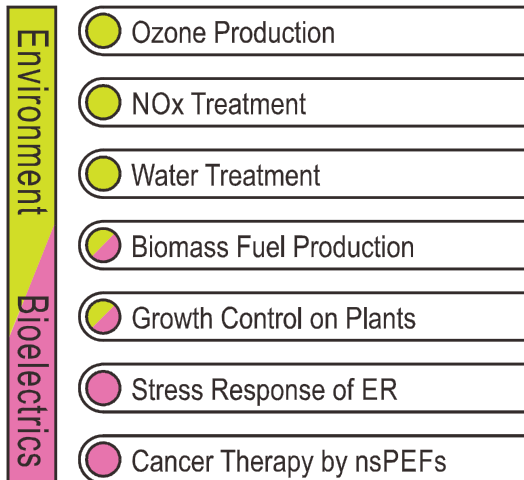 Environment
Bioelectrics
Ozone Production
NOx Treatment
Water Treatment
Biomass Fuel Production
Growth Control on Plants
Stress Response of ER
Cancer Therapy by nsPEFs